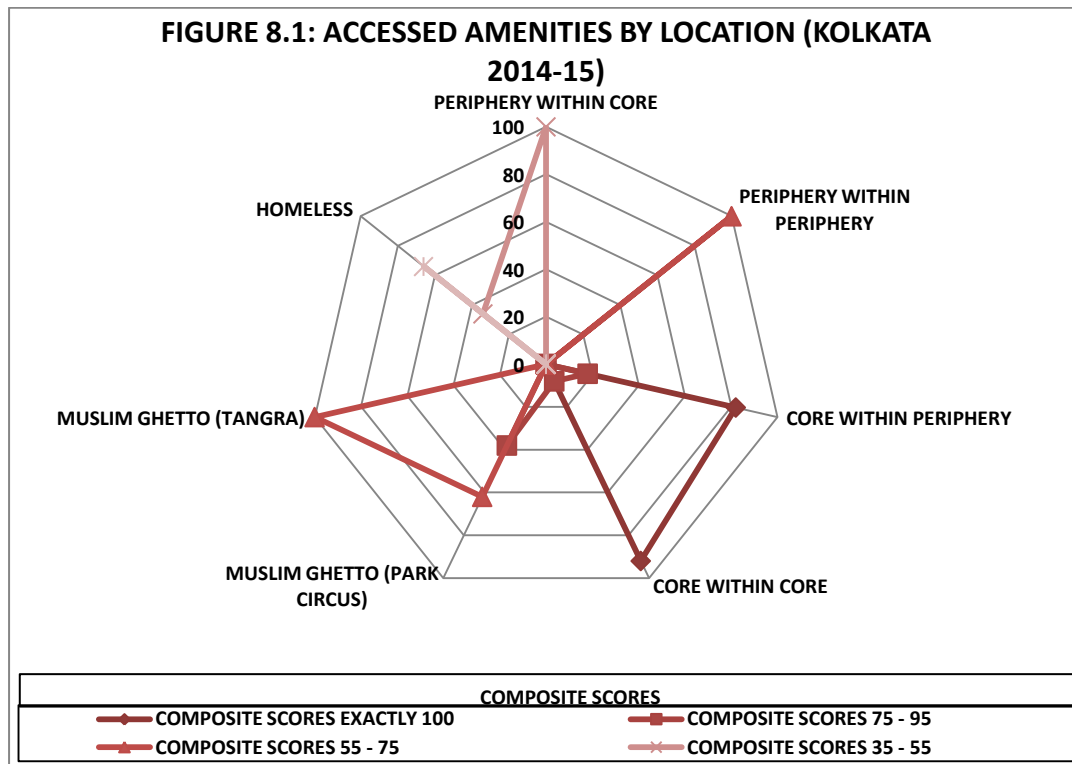 FIGURE 8.1: ACCESSED AMENITIES BY LOCATION (KOLKATA
2014-15)
PERIPHERY WITHIN CORE
100
80
60
40
20
0
PERIPHERY WITHIN
PERIPHERY
CORE WITHIN PERIPHERY
CORE WITHIN CORE
MUSLIM GHETTO (PARK
CIRCUS)
MUSLIM GHETTO (TANGRA)
HOMELESS
COMPOSITE SCORES
COMPOSITE SCORES EXACTLY 100
COMPOSITE SCORES 75 - 95
COMPOSITE SCORES 55 - 75
COMPOSITE SCORES 35 - 55